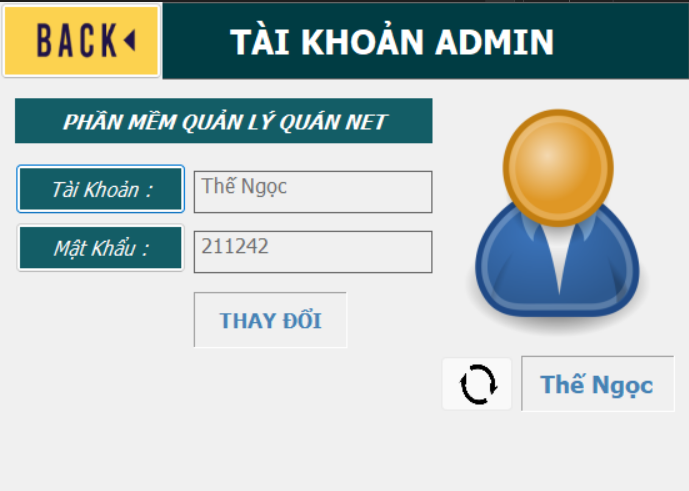 BACK
TÀI KHOẢN ADMIN
PHẦN MỀM QUẢN LÝ QUÁN NET
Tài Khoản :
Thế Ngọc
Mật Khẩu :
211242
THAY ĐỔI
Thế Ngọc